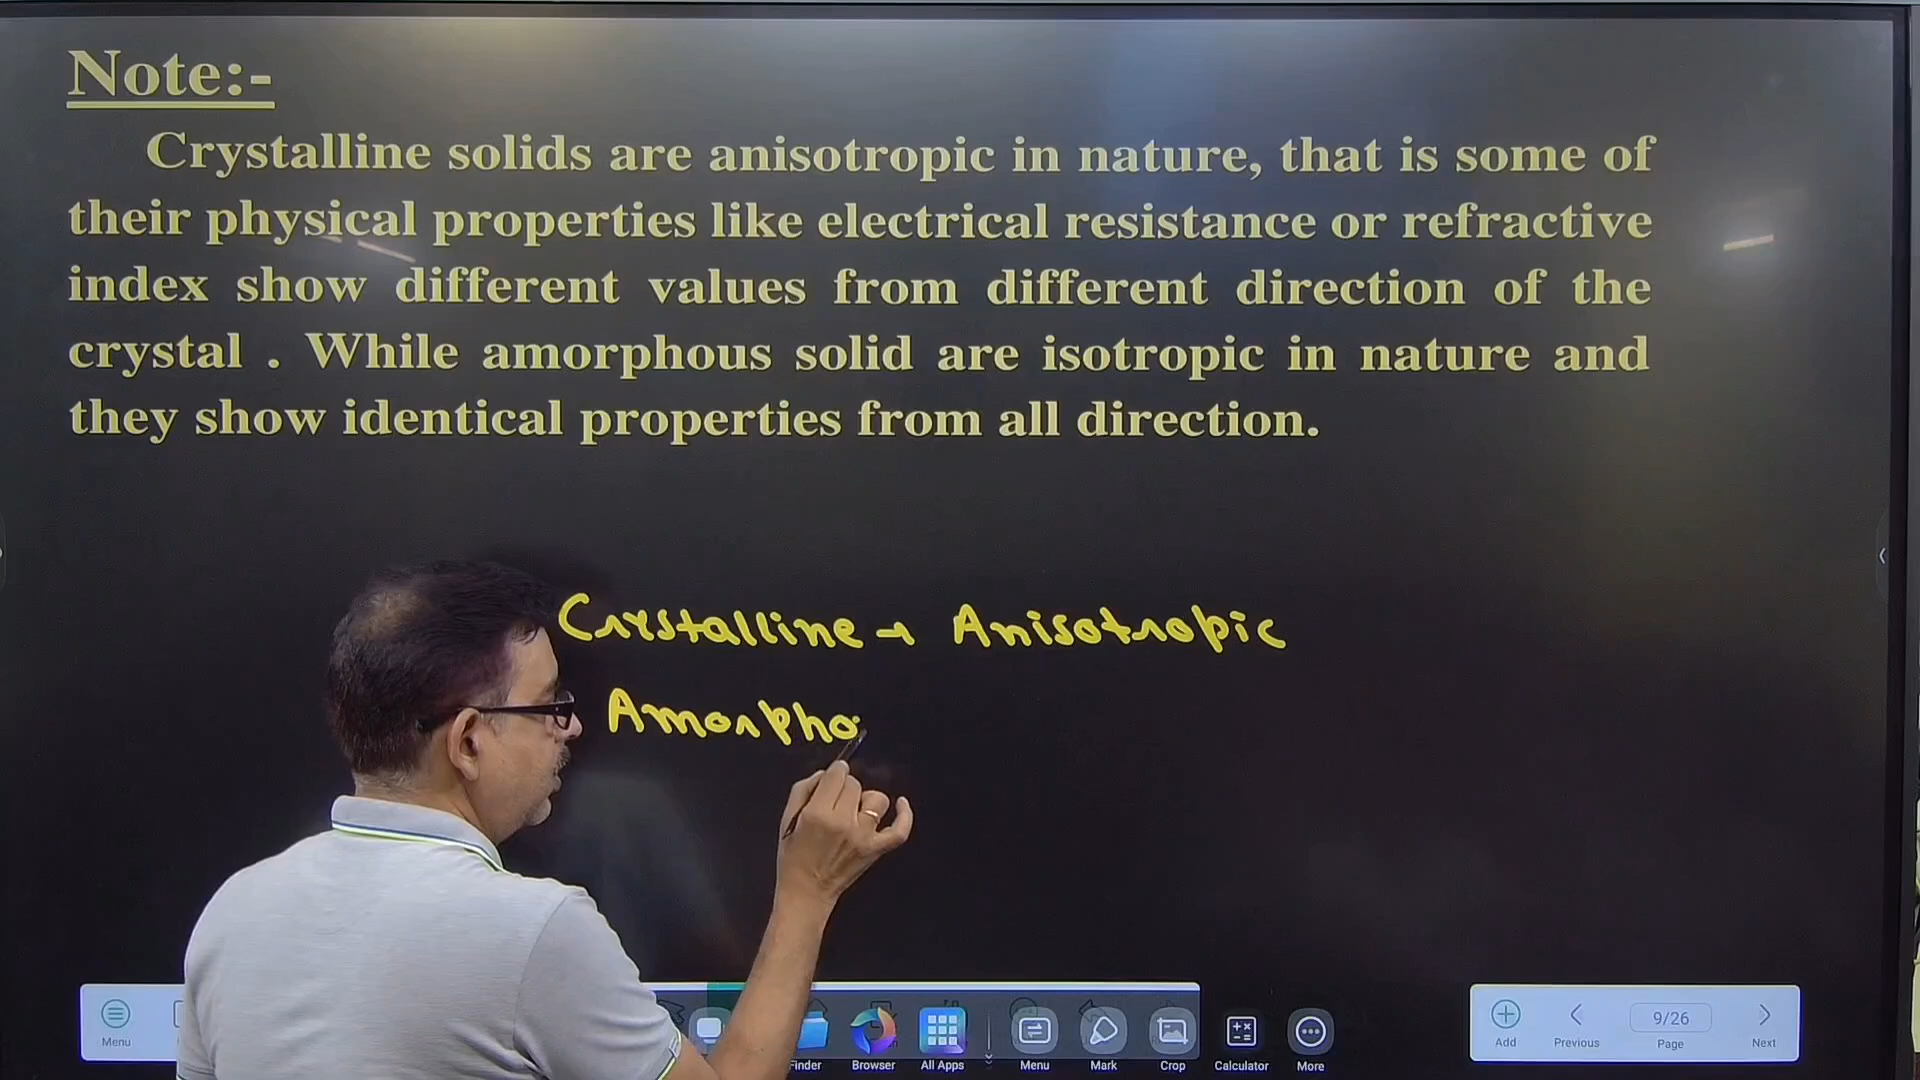 Note:-
Crystalline solids are anisotropic in nature, that is some of
their physical properties like electrical resistance or refractive
index show different values from different direction of the
crystal . While amorphous solid are isotropic in nature and
they show identical properties from all direction.
Crystalline → Anisotropic
Amorpho
Menu
Finder Browser All Apps Menu Mark Crop Calculator More
9/26
Add Previous Page Next